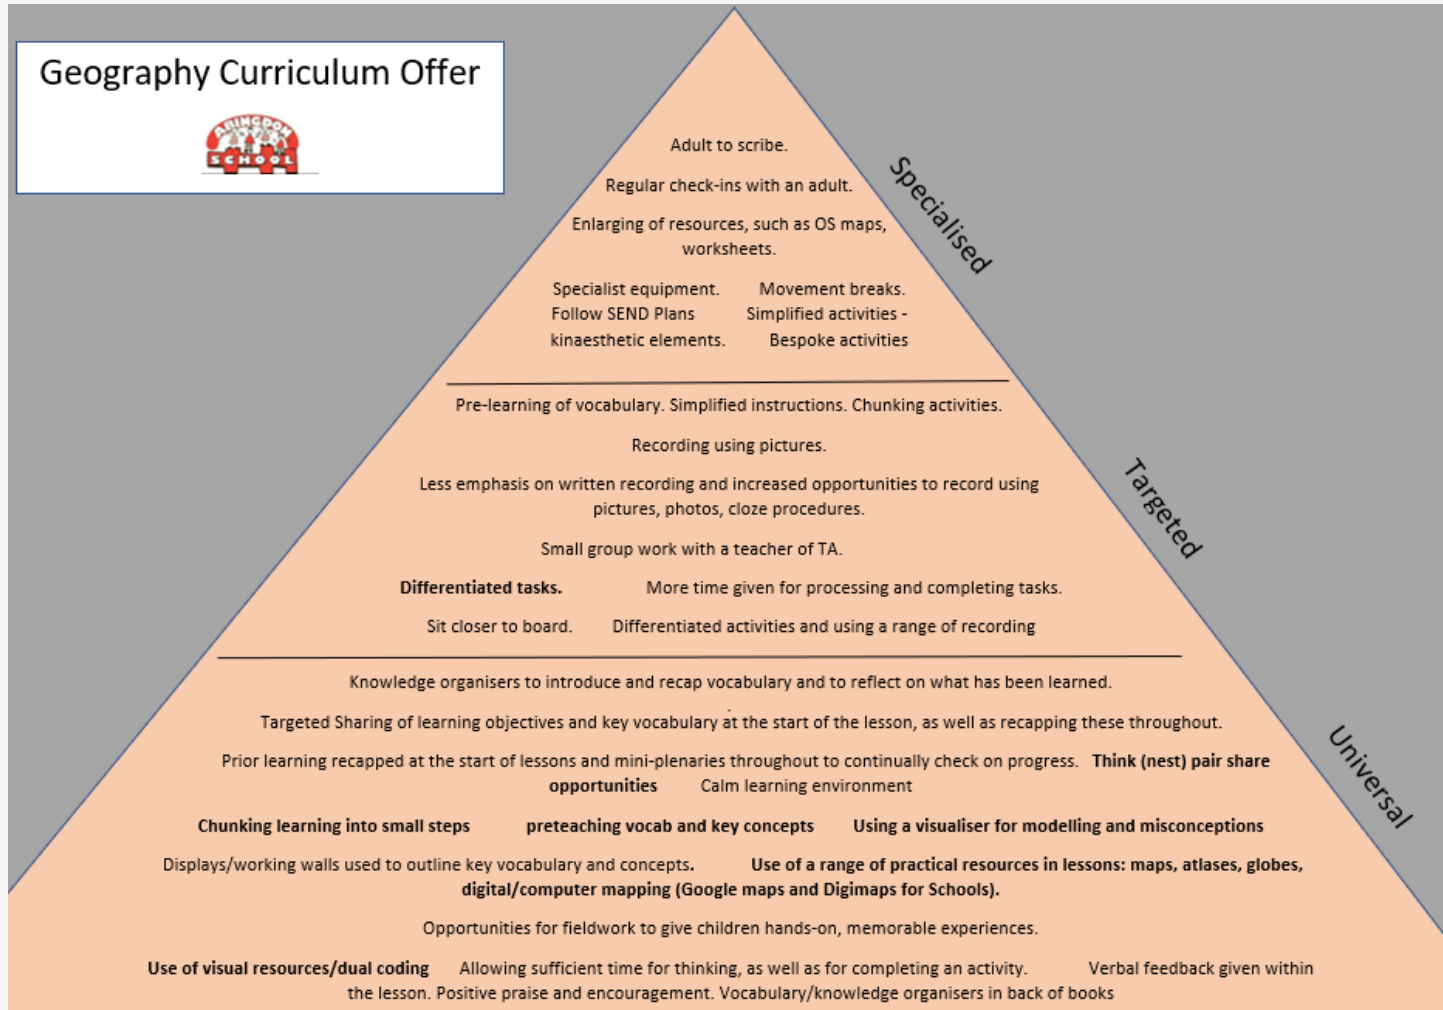 Geography Curriculum Offer
ABINGDON
SCHOOL
Adult to scribe.
Regular check-ins with an adult.
Enlarging of resources, such as OS maps,
worksheets.
Specialist equipment. Movement breaks.
Follow SEND Plans Simplified activities -
kinaesthetic elements. Bespoke activities
Specialised
Pre-learning of vocabulary. Simplified instructions. Chunking activities.
Recording using pictures.
Less emphasis on written recording and increased opportunities to record using
pictures, photos, cloze procedures.
Small group work with a teacher of TA.
Differentiated tasks. More time given for processing and completing tasks.
Sit closer to board. Differentiated activities and using a range of recording
Targeted
Knowledge organisers to introduce and recap vocabulary and to reflect on what has been learned.
Targeted Sharing of learning objectives and key vocabulary at the start of the lesson, as well as recapping these throughout.
Prior learning recapped at the start of lessons and mini-plenaries throughout to continually check on progress. Think (nest) pair share
opportunities Calm learning environment
Chunking learning into small steps preteaching vocab and key concepts Using a visualiser for modelling and misconceptions
Displays/working walls used to outline key vocabulary and concepts. Use of a range of practical resources in lessons: maps, atlases, globes,
digital/computer mapping (Google maps and Digimaps for Schools).
Opportunities for fieldwork to give children hands-on, memorable experiences.
Use of visual resources/dual coding Allowing sufficient time for thinking, as well as for completing an activity. Verbal feedback given within
the lesson. Positive praise and encouragement. Vocabulary/knowledge organisers in back of books
Universal